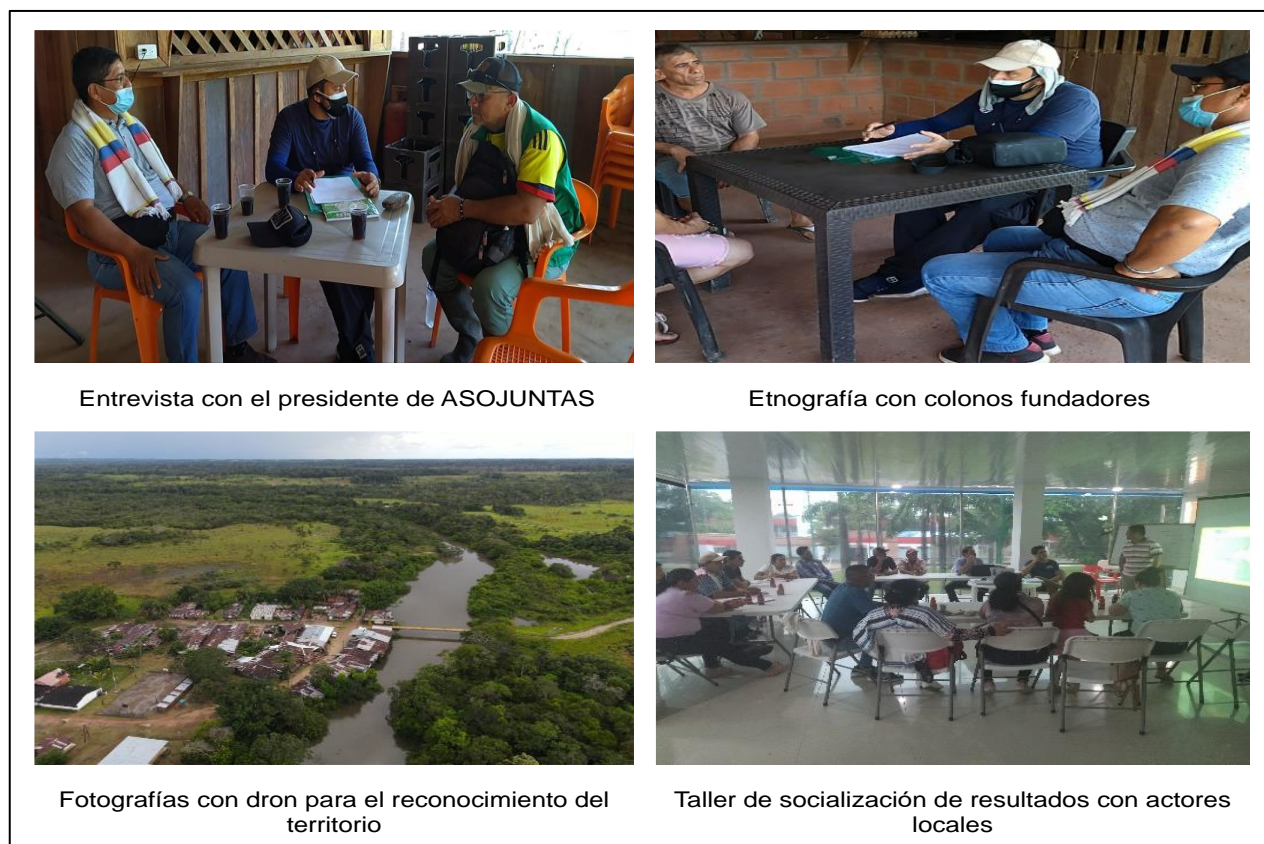 Entrevista con el presidente de ASOJUNTAS
Etnografía con colonos fundadores
Fotografías con dron para el reconocimiento del
territorio
Taller de socialización de resultados con actores
locales